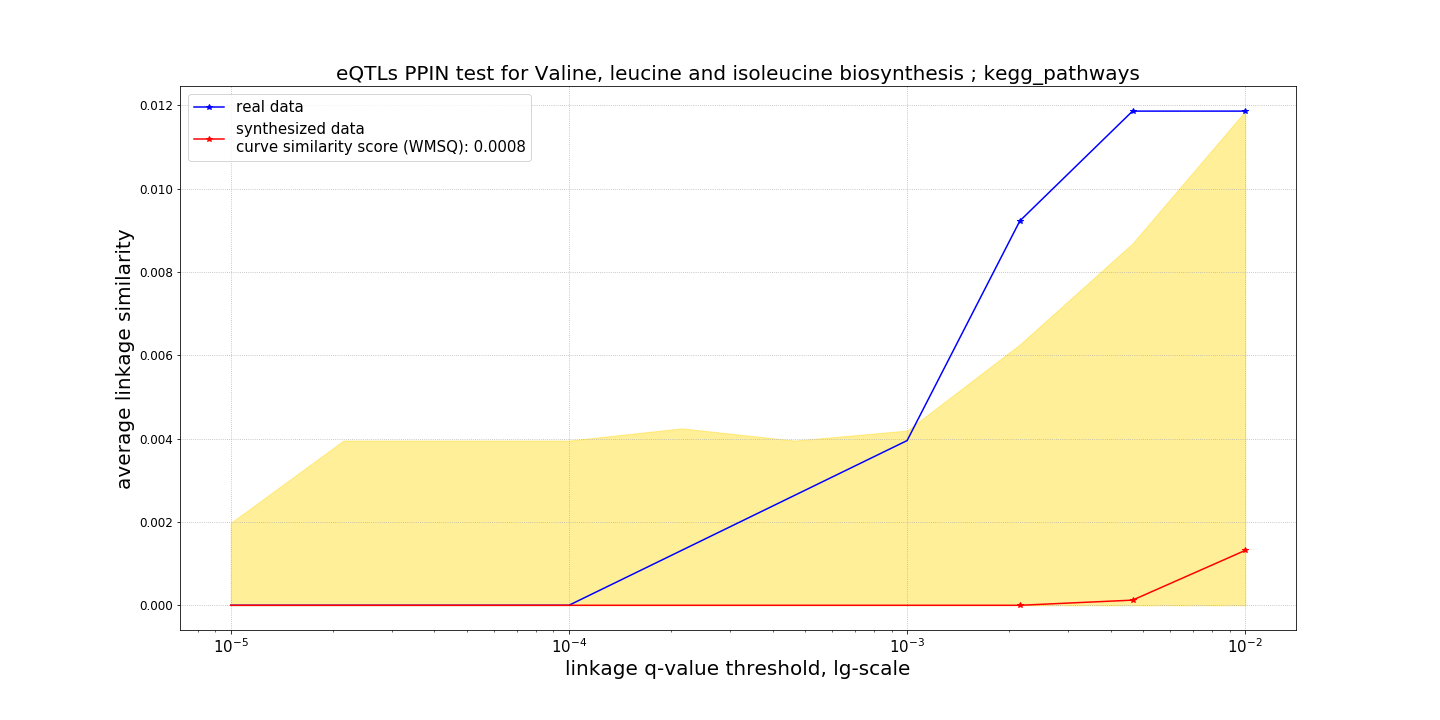 eQTLs PPIN test for Valine, leucine and isoleucine biosynthesis ; kegg_pathways
real data
synthesized data
curve similarity score (WMSQ): 0.0008
average linkage similarity
0.012
0.010
0.008
0.006
0.004
0.002
0.000
10⁻⁵ 10⁻⁴ 10⁻³ 10⁻²
linkage q-value threshold, lg-scale